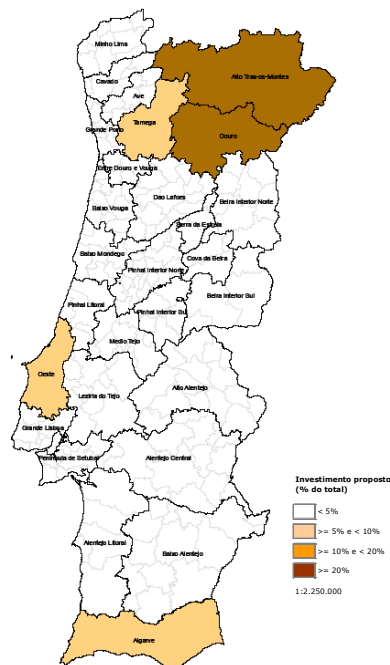 Minho Lima
Alto Tras-os-Montes
Cavado
Ave
Tamega
Grande Porto
Douro
Entre Douro e Vouga
Dao Lafoes
Baixo Vouga
Beira Interior Norte
Serra da Estrela
Baixo Mondego
Cova da Beira
Pinhal Interior Norte
Beira Interior Sul
Pinhal Litoral
Pinhal Interior Sul
Medio Tejo
Oeste
Alto Alentejo
Leziria do Tejo
Grande Lisboa
Peninsula de Setubal
Alentejo Central
Alentejo Litoral
Baixo Alentejo
Algarve
Investimento proposto
(% do total)
< 5%
>= 5% e < 10%
>= 10% e < 20%
>= 20%
1:2.250.000